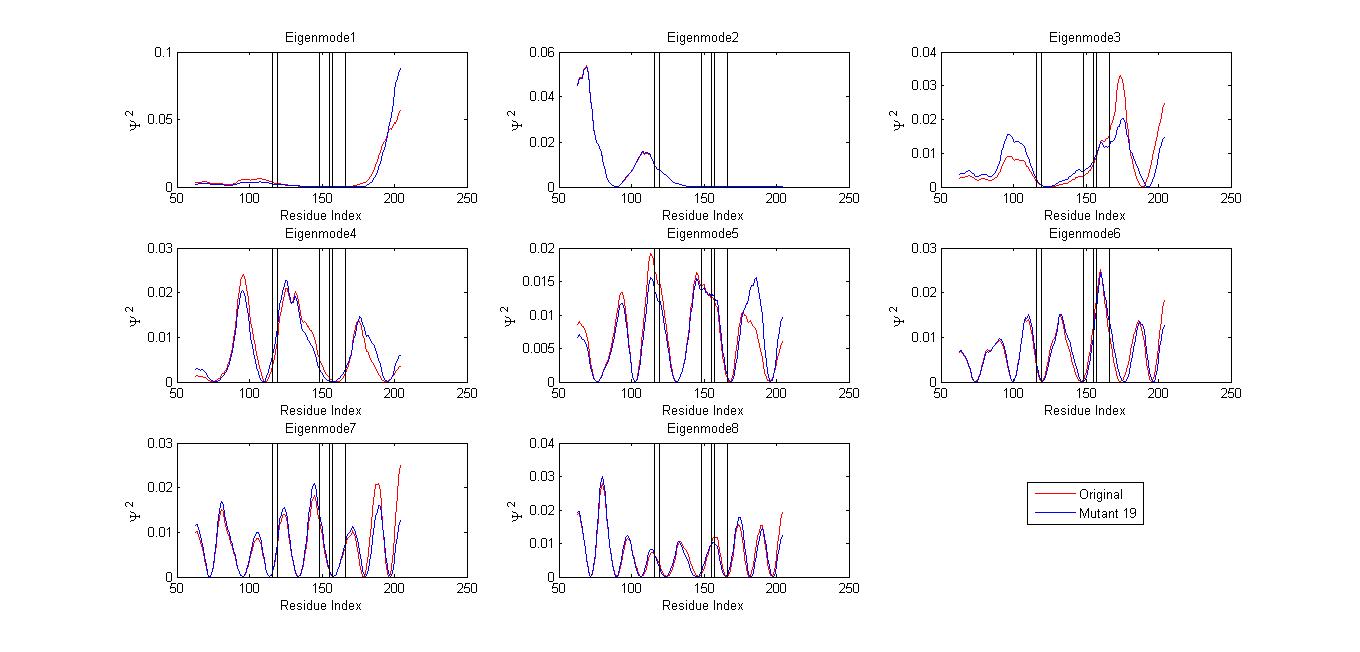 Eigenmode1 Eigenmode2 Eigenmode3
0.1 0.06 0.04
0.03
0.04
0.05 0.02
Ψ 2 Ψ 2 Ψ 2
0.02
0.01
0 0 0
50 100 150 200 250 50 100 150 200 250 50 100 150 200 250
Residue Index Residue Index Residue Index
Eigenmode4 Eigenmode5 Eigenmode6
0.03 0.02 0.03
0.015
0.02 0.02
Ψ 2 Ψ 2 Ψ 2
0.01
0.01 0.01
0.005
0 0 0
50 100 150 200 250 50 100 150 200 250 50 100 150 200 250
Residue Index Residue Index Residue Index
Eigenmode7 Eigenmode8
0.03 0.04
0.03
0.02
Ψ 2 Ψ 2
0.02
Original
Mutant 19
0.01 0.01
0 0
50 100 150 200 250 50 100 150 200 250
Residue Index Residue Index